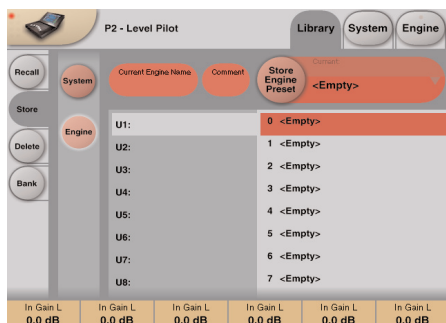 P2 - Level Pilot
Library
System
Engine
Recall
Store
Delete
Bank
System
Engine
Current Engine Name
Comment
Store
Engine
Preset
Current
<Empty>
U1:
U2:
U3:
U4:
U5:
U6:
U7:
U8:
0 <Empty>
1 <Empty>
2 <Empty>
3 <Empty>
4 <Empty>
5 <Empty>
6 <Empty>
7 <Empty>
In Gain L
0.0 dB
In Gain L
0.0 dB
In Gain L
0.0 dB
In Gain L
0.0 dB
In Gain L
0.0 dB
In Gain L
0.0 dB